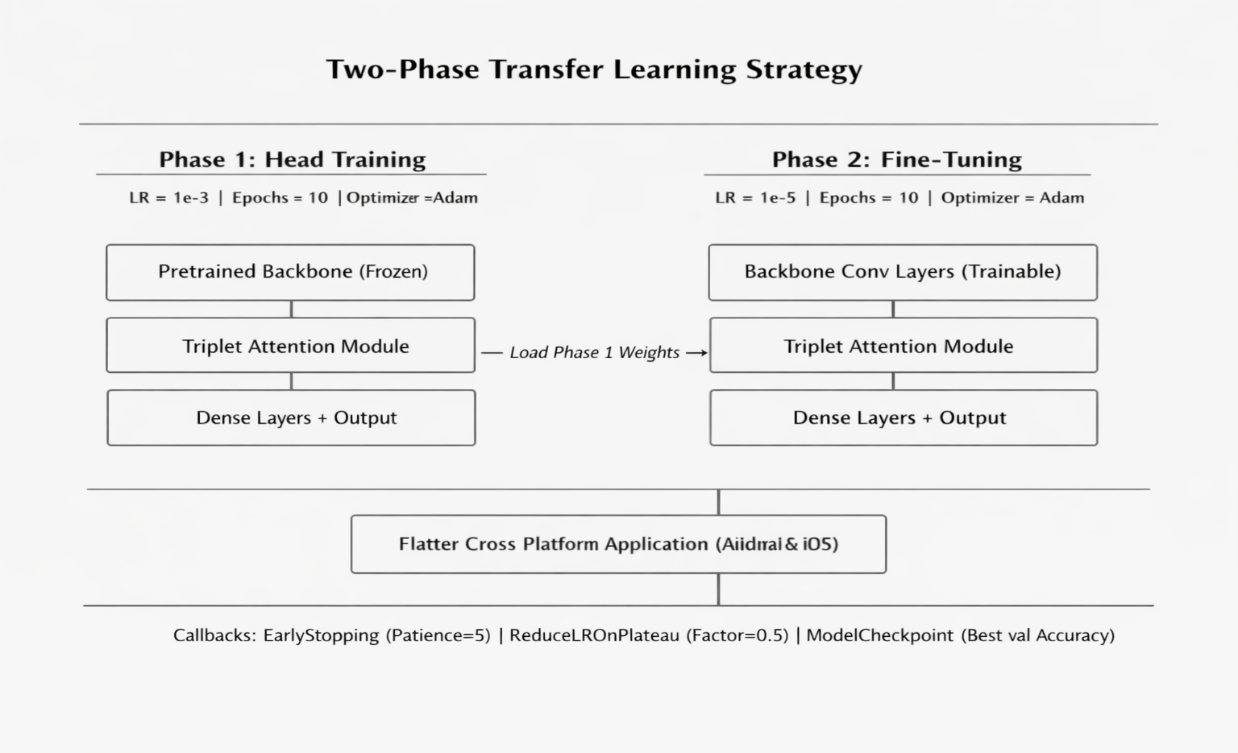 Two-Phase Transfer Learning Strategy
Phase 1: Head Training
LR = 1e-3 | Epochs = 10 | Optimizer =Adam
Pretrained Backbone (Frozen)
Triplet Attention Module
Dense Layers + Output
Load Phase 1 Weights
Phase 2: Fine-Tuning
LR = 1e-5 | Epochs = 10 | Optimizer = Adam
Backbone Conv Layers (Trainable)
Triplet Attention Module
Dense Layers + Output
Flatter Cross Platform Application (& iOS)
Callbacks: EarlyStopping (Patience=5) | ReduceLROnPlateau (Factor=0.5) | ModelCheckpoint (Best val Accuracy)